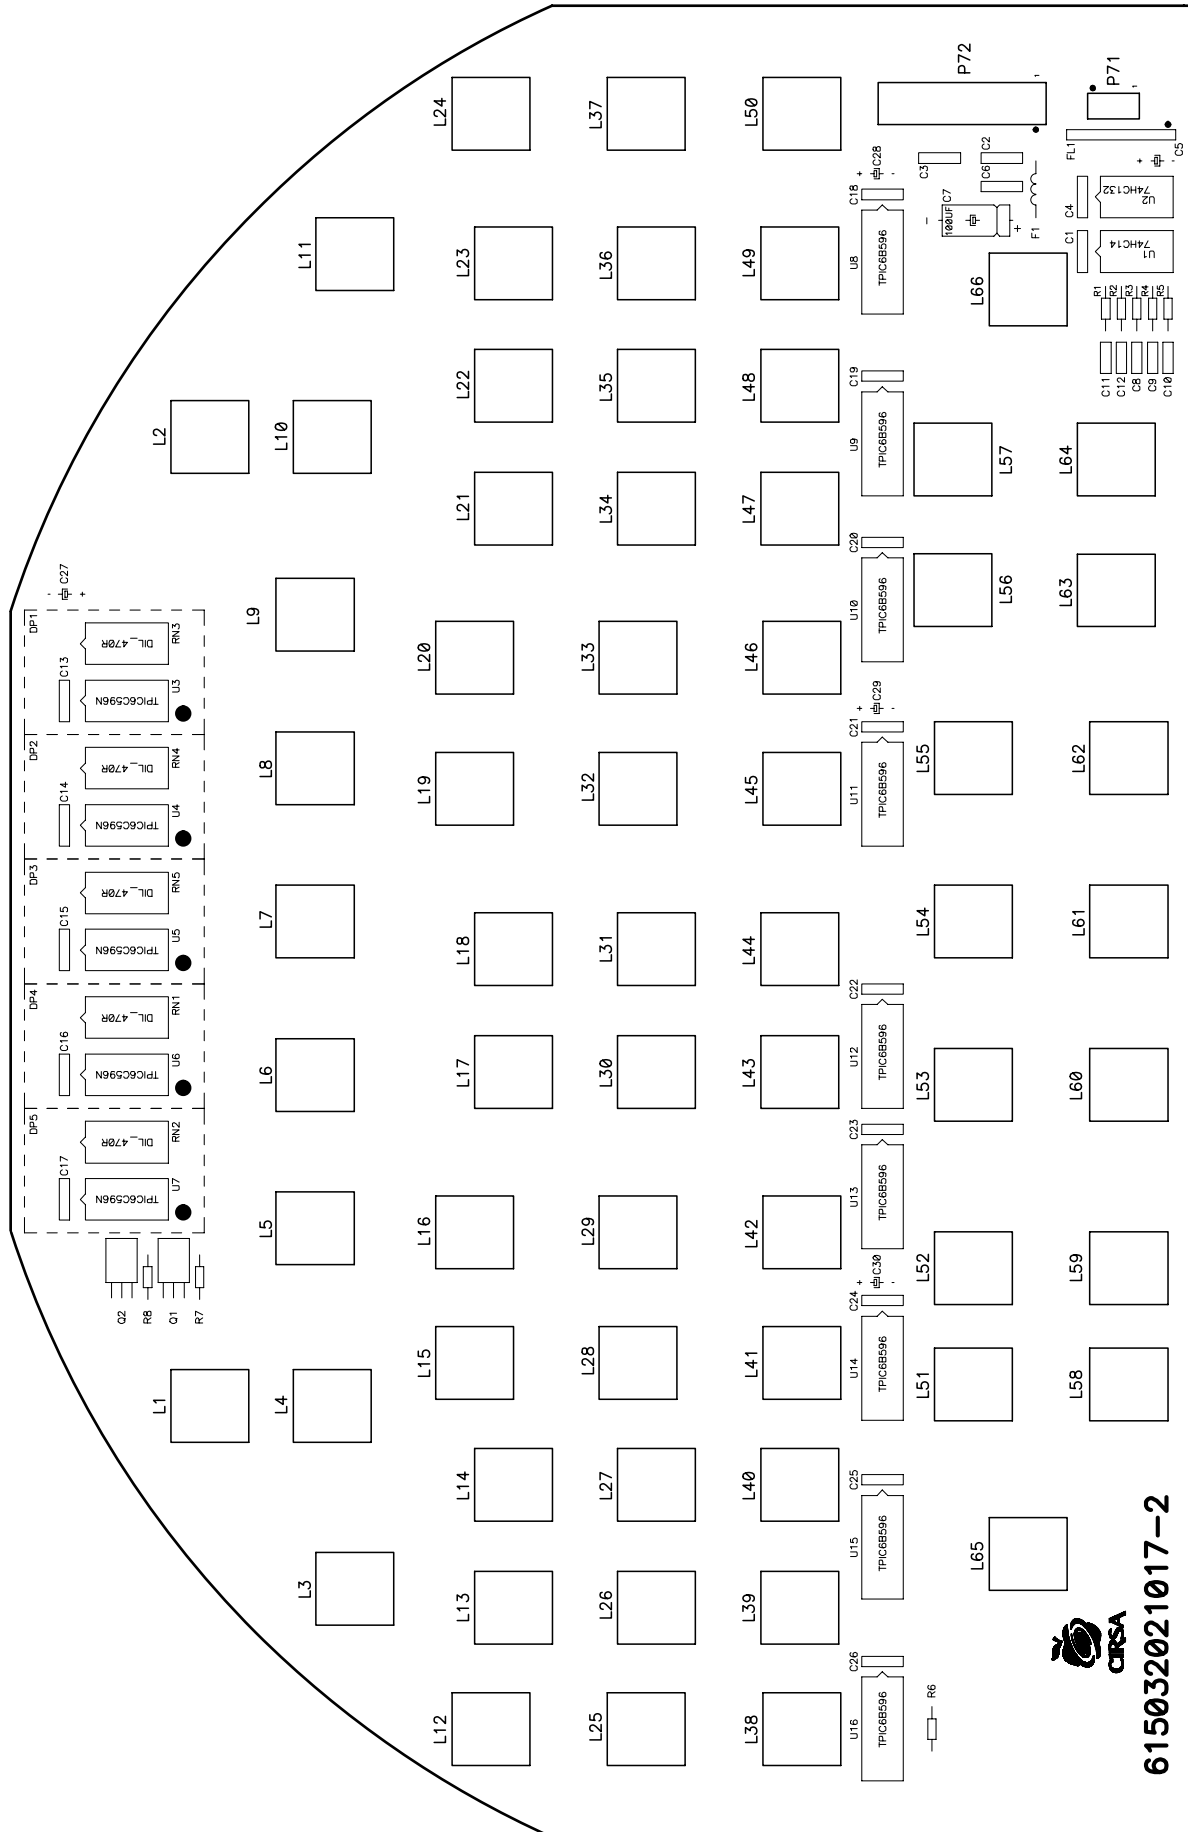 L24
L37
L50
P72
1
P71
1
L11
L23
L36
L49
C18
+
-
C28
U8
TPIC6B596
C3
C2
C6
-
100UF
C7
+
F1
FL1
C5
+
-
C4
U2
74HC132
C1
U1
74HC14
L66
R1
R2
R3
R4
R5
C11
C12
C8
C9
C10
L2
L10
L22
L35
L48
C19
U9
TPIC6B596
L57
L64
L21
L34
L47
C20
U10
TPIC6B596
L56
L63
-
C27
+
DP1
C13
DIL_470R
RN3
TPIC6C596N
U3
L9
L20
L33
L46
+
-
C29
C21
U11
TPIC6B596
DP2
C14
DIL_470R
RN4
TPIC6C596N
U4
L8
L19
L32
L45
L55
L62
DP3
C15
DIL_470R
RN5
TPIC6C596N
U5
L7
L18
L31
L44
L54
L61
C22
U12
TPIC6B596
DP4
C16
DIL_470R
RN1
TPIC6C596N
U6
L6
L17
L30
L43
L53
L60
C23
U13
TPIC6B596
DP5
C17
DIL_470R
RN2
TPIC6C596N
U7
L5
L16
L29
L42
L52
L59
+
-
C30
C24
U14
TPIC6B596
Q2
R8
Q1
R7
L1
L4
L15
L28
L41
L51
L58
L14
L27
L40
C25
U15
TPIC6B596
L3
L13
L26
L39
L65
C26
U16
TPIC6B596
R6
L12
L25
L38
CIRSA
615032021017-2